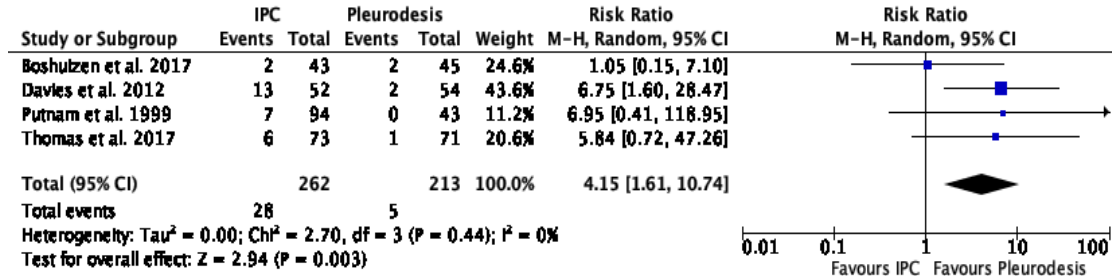 IPC Pleurodesis Risk Ratio Risk Ratio
Study or Subgroup Events Total Events Total Weight M-H, Random, 95% CI M-H, Random, 95% CI
Boshuizen et al. 2017 2 43 2 45 24.6% 1.05 [0.15, 7.10]
Davies et al. 2012 13 52 2 54 43.6% 6.75 [1.60, 28.47]
Putnam et al. 1999 7 94 0 43 11.2% 6.95 [0.41, 118.95]
Thomas et al. 2017 6 73 1 71 20.6% 5.84 [0.72, 47.26]
Total (95% CI) 262 213 100.0% 4.15 [1.61, 10.74]
Total events 28 5
Heterogeneity: Tau² = 0.00; Chi² = 2.70, df = 3 (P = 0.44); I² = 0%
Test for overall effect: Z = 2.94 (P = 0.003)
0.01 0.1 1 10 100
Favours IPC Favours Pleurodesis